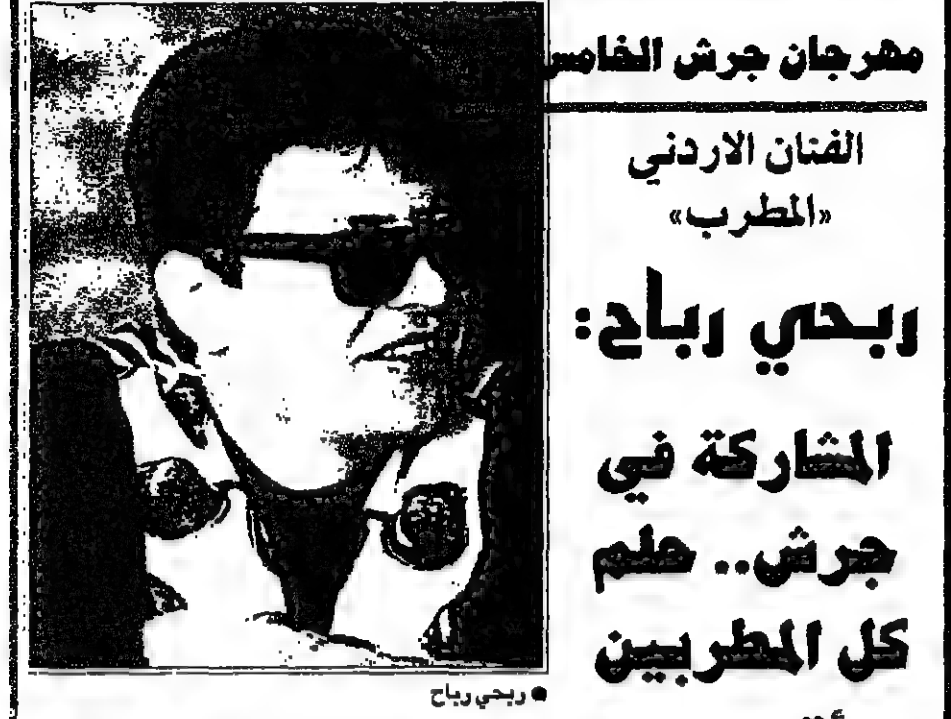 مهرجان جرش الخامس
الفنان الاردني
«المطرب»
ربحي رباح:
المشاركة في
جرش.. حلم
كل المطربين
● ربحي رباح